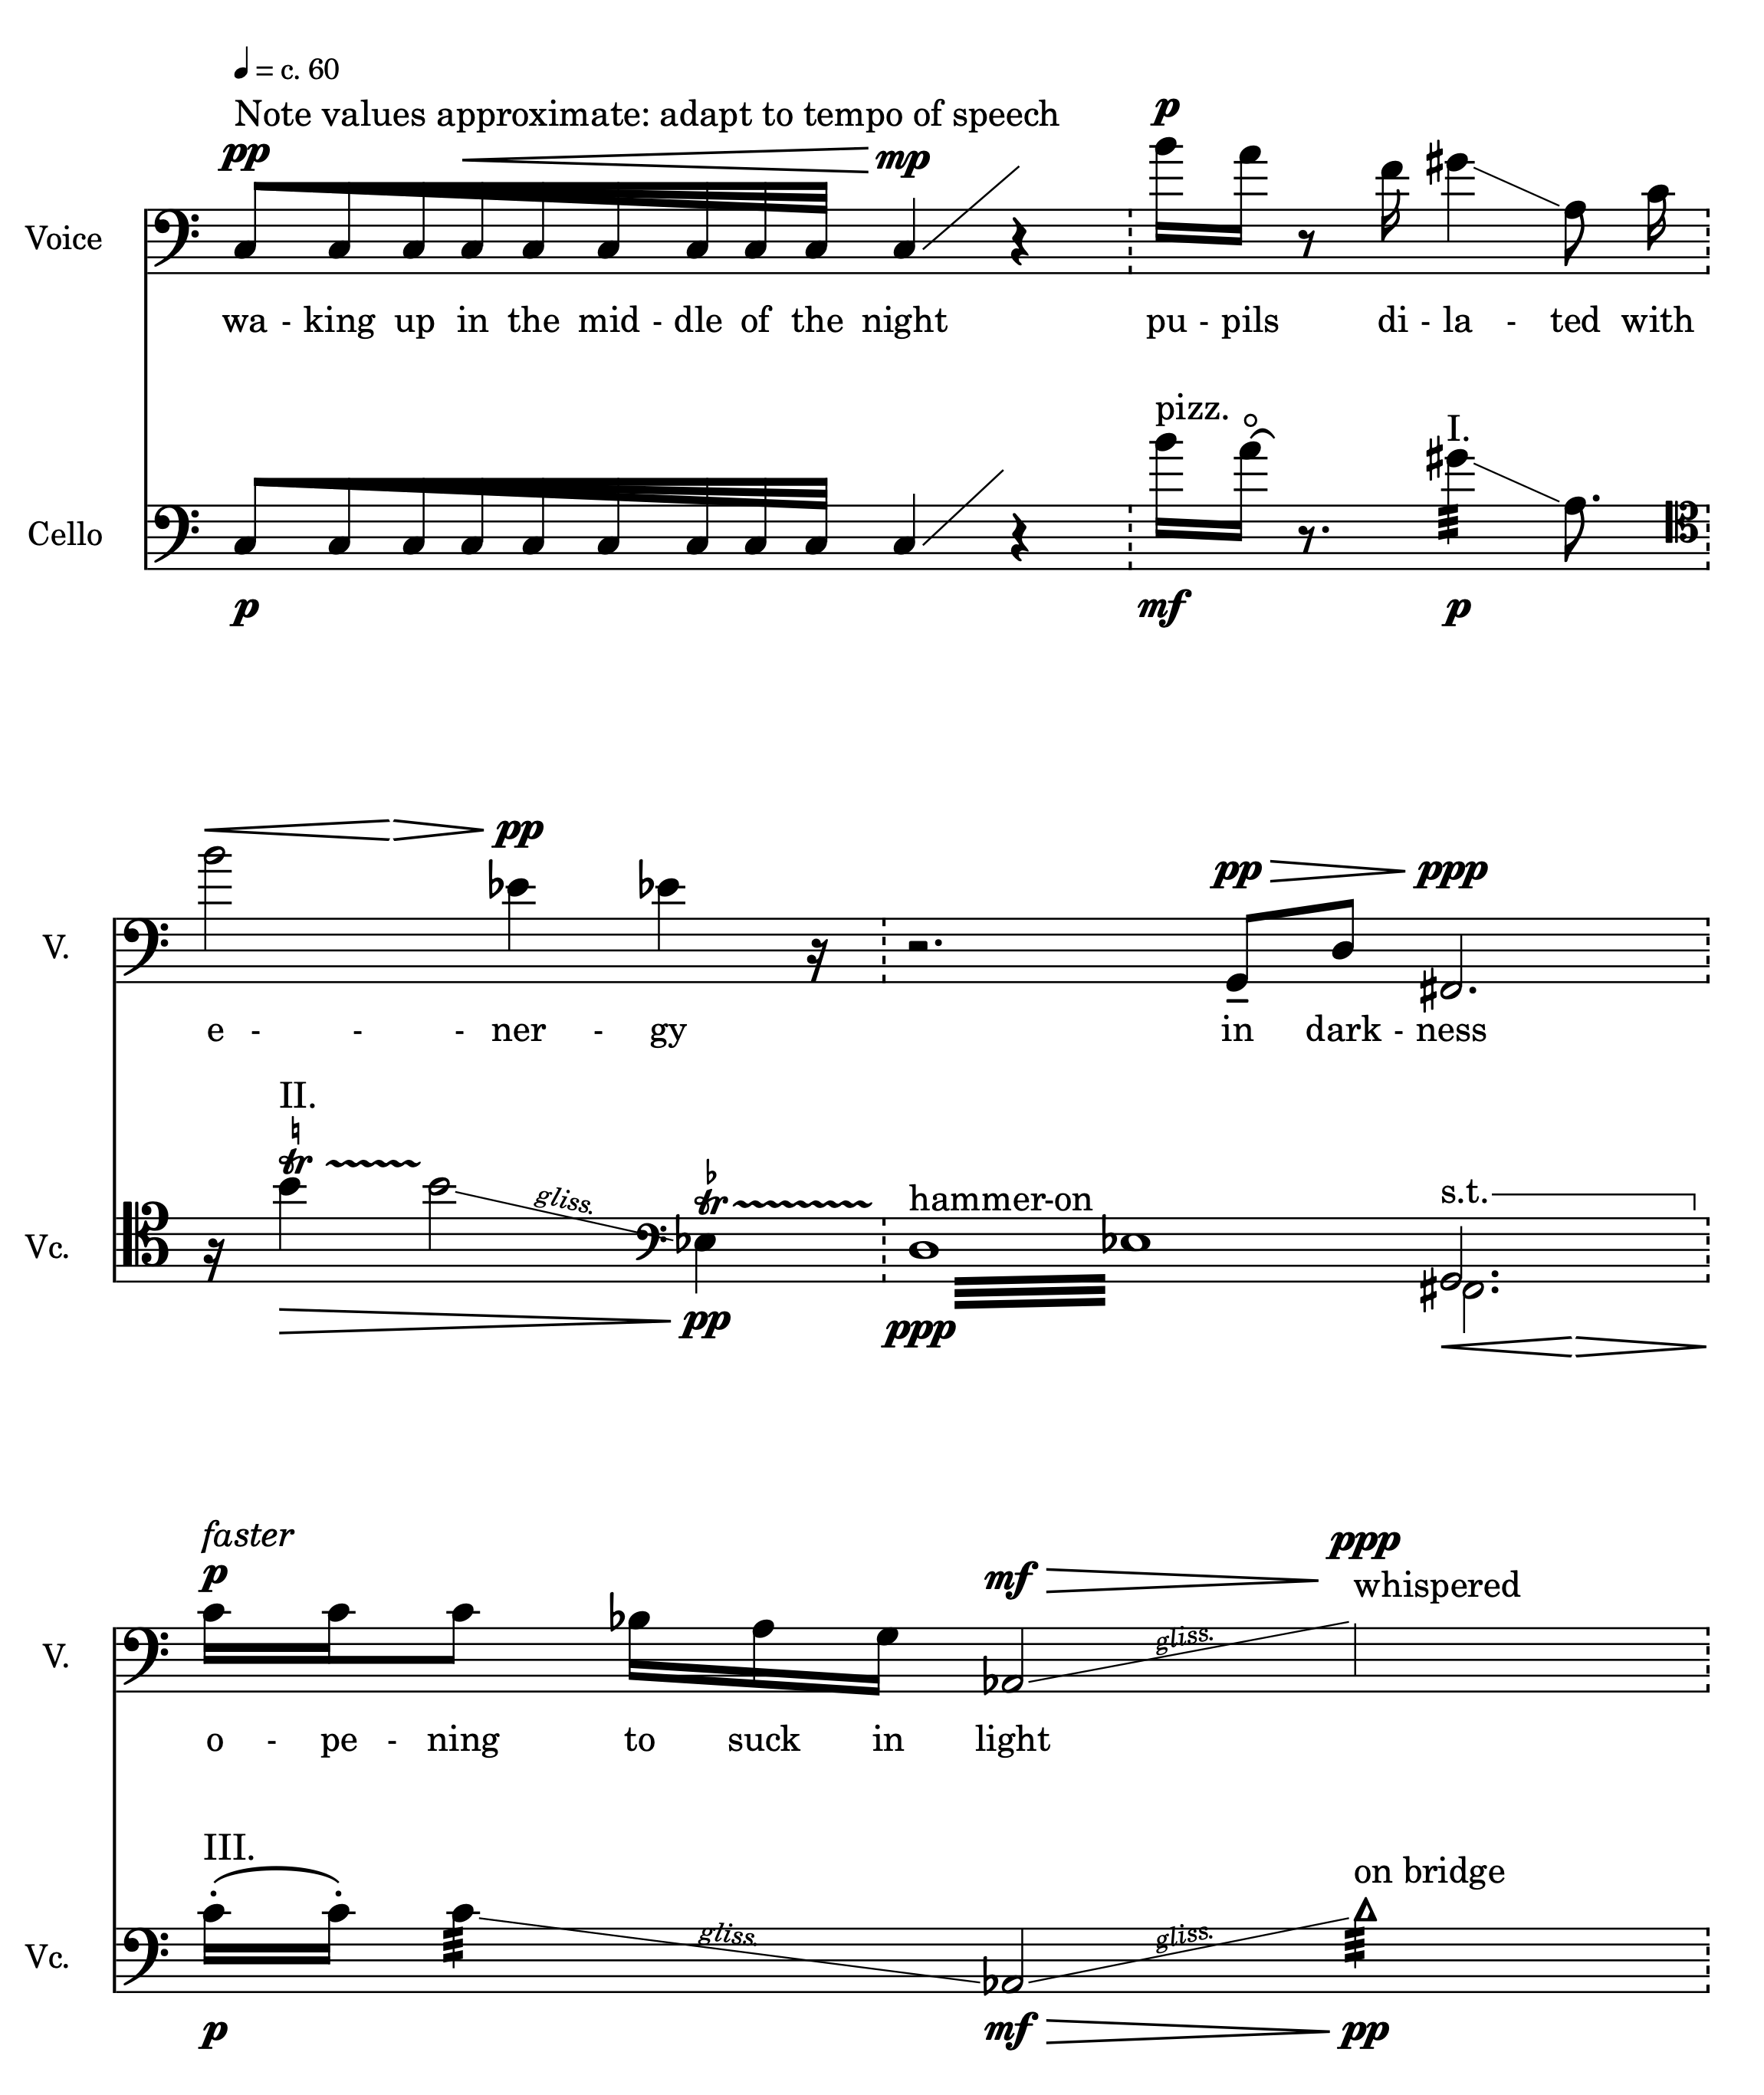 = c. 60
Note values approximate: adapt to tempo of speech
pp mp p
Voice
wa - king up in the mid - dle of the night pu - pils di - la - ted with
pizz. I.
Cello
p mf p
pp pp ppp
V.
e - - - ner - gy in dark - ness
II.
tr gliss. tr hammer-on s.t.
Vc.
pp ppp
faster
p mf ppp
whispered
gliss.
V.
o - pe - ning to suck in light
III.
on bridge
gliss. gliss.
Vc.
p mf pp